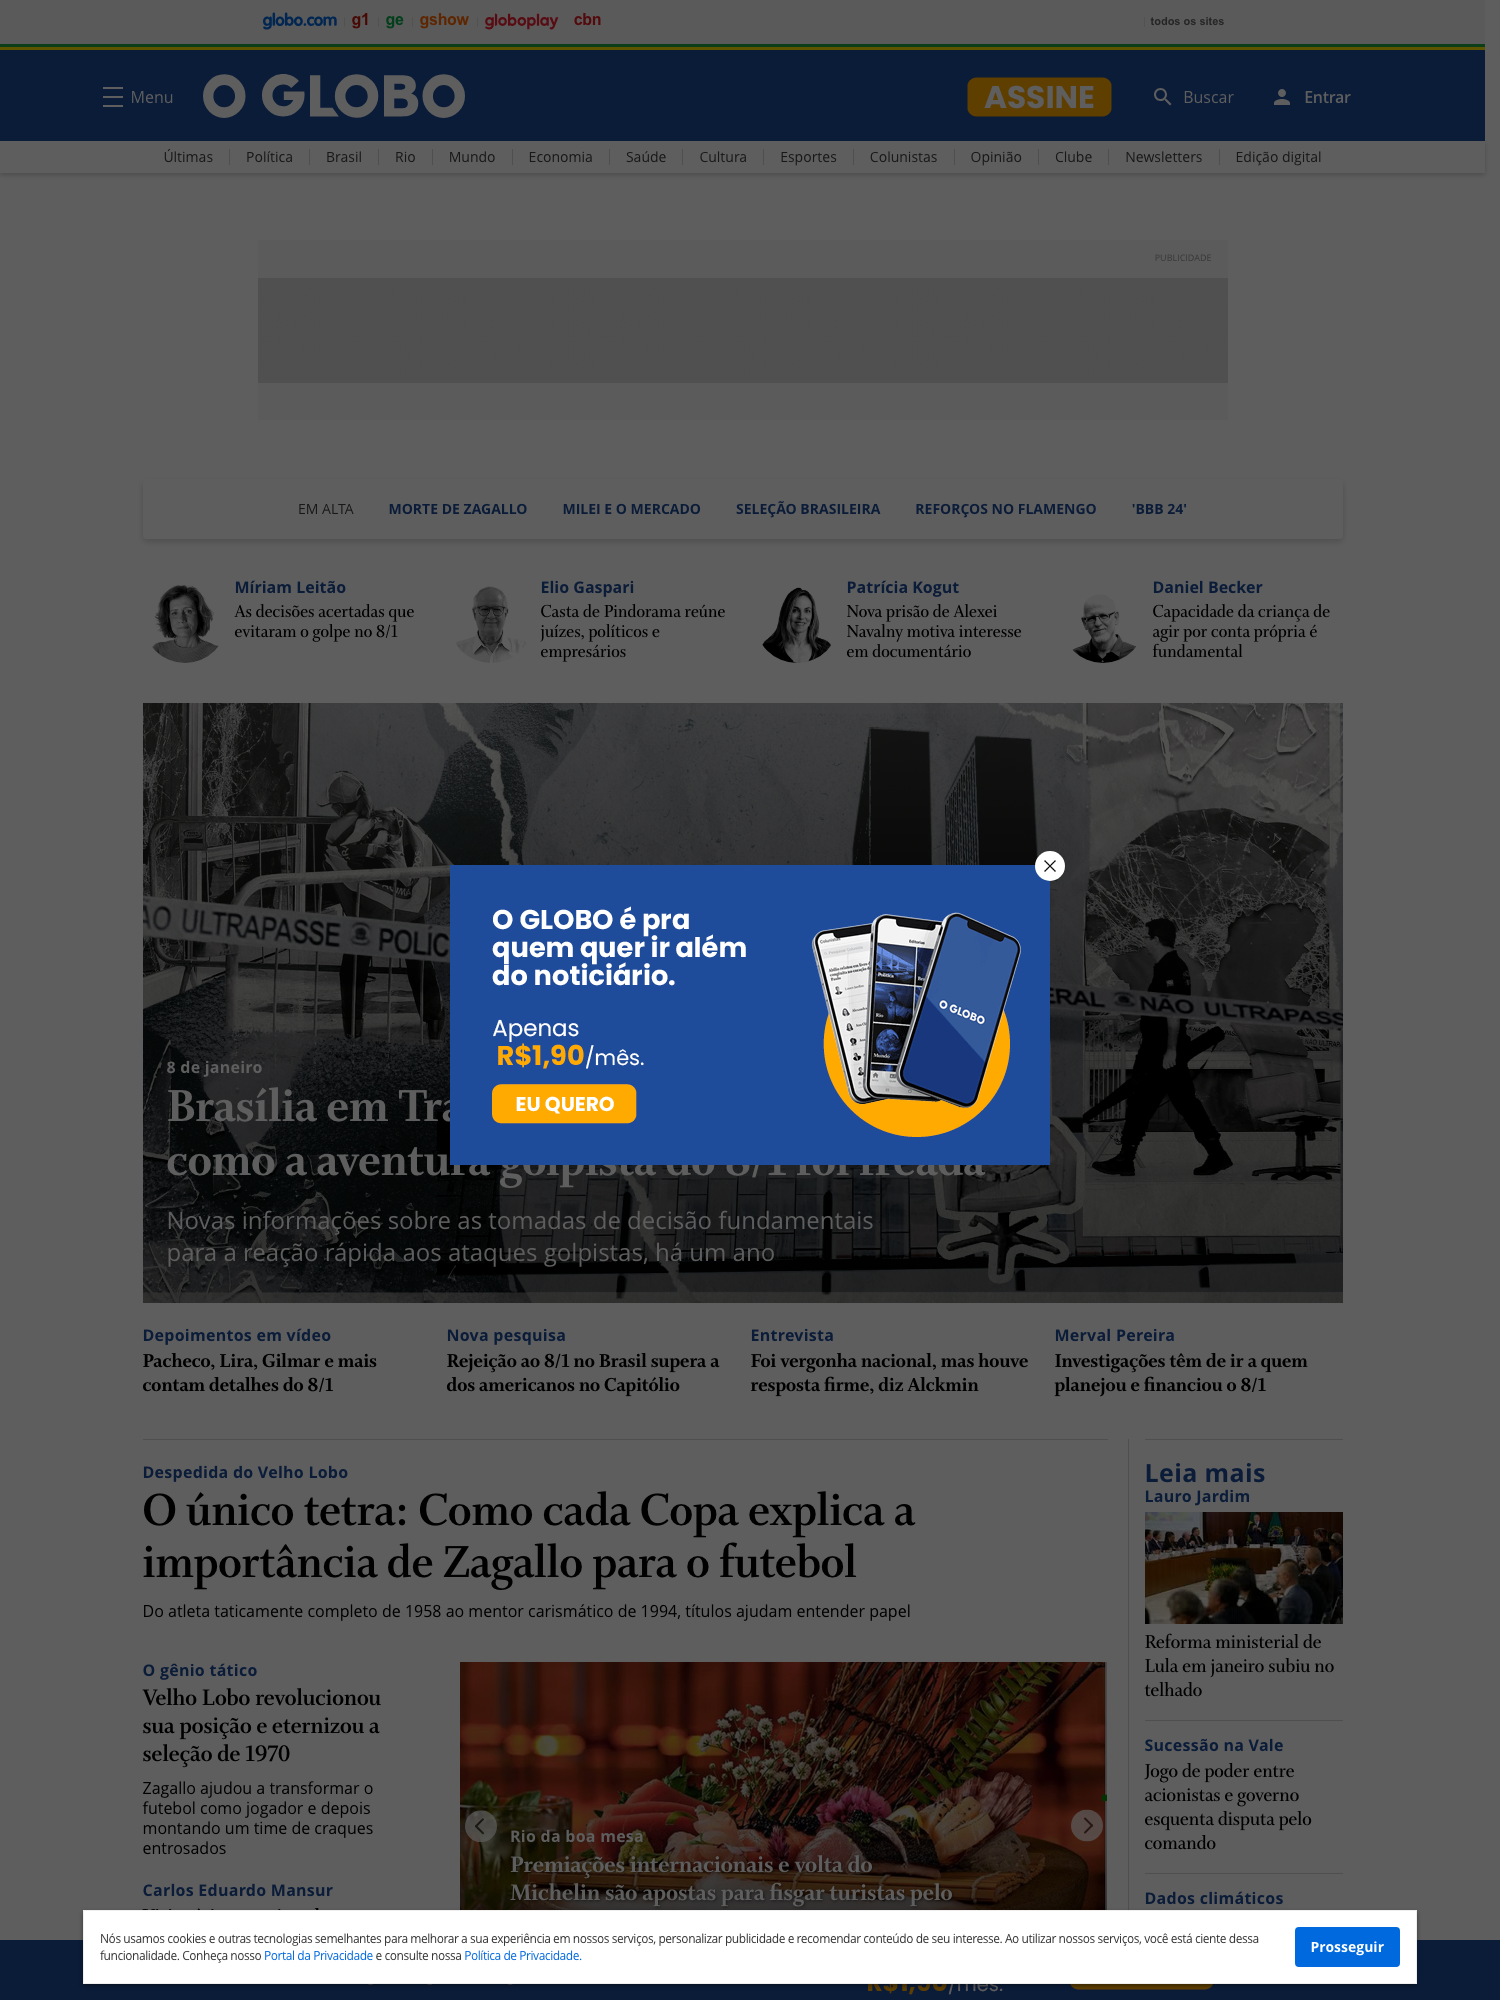 globo.com g1 ge gshow globoplay cbn todos os sites
Menu O GLOBO ASSINE Buscar Entrar
Últimas Política Brasil Rio Mundo Economia Saúde Cultura Esportes Colunistas Opinião Clube Newsletters Edição digital
PUBLICIDADE
EM ALTA MORTE DE ZAGALLO MILEI E O MERCADO SELEÇÃO BRASILEIRA REFORÇOS NO FLAMENGO 'BBB 24'
Míriam Leitão
As decisões acertadas que
evitaram o golpe no 8/1
Elio Gaspari
Casta de Pindorama reúne
juízes, políticos e
empresários
Patrícia Kogut
Nova prisão de Alexei
Navalny motiva interesse
em documentário
Daniel Becker
Capacidade da criança de
agir por conta própria é
fundamental
ÃO ULTRAPASSE POLIC
ERAL NÃO ULTRAPASS
O GLOBO é pra
quem quer ir além
do noticiário.
Apenas
R$1,90/mês.
EU QUERO
O GLOBO
8 de janeiro
Brasília em Tra
como a aventura golpista do 8/1 foi freada
Novas informações sobre as tomadas de decisão fundamentais
para a reação rápida aos ataques golpistas, há um ano
Depoimentos em vídeo
Pacheco, Lira, Gilmar e mais
contam detalhes do 8/1
Nova pesquisa
Rejeição ao 8/1 no Brasil supera a
dos americanos no Capitólio
Entrevista
Foi vergonha nacional, mas houve
resposta firme, diz Alckmin
Merval Pereira
Investigações têm de ir a quem
planejou e financiou o 8/1
Despedida do Velho Lobo
O único tetra: Como cada Copa explica a
importância de Zagallo para o futebol
Do atleta taticamente completo de 1958 ao mentor carismático de 1994, títulos ajudam entender papel
O gênio tático
Velho Lobo revolucionou
sua posição e eternizou a
seleção de 1970
Zagallo ajudou a transformar o
futebol como jogador e depois
montando um time de craques
entrosados
Carlos Eduardo Mansur
Rio da boa mesa
Premiações internacionais e volta do
Michelin são apostas para fisgar turistas pelo
Leia mais
Lauro Jardim
Reforma ministerial de
Lula em janeiro subiu no
telhado
Sucessão na Vale
Jogo de poder entre
acionistas e governo
esquenta disputa pelo
comando
Dados climáticos
Nós usamos cookies e outras tecnologias semelhantes para melhorar a sua experiência em nossos serviços, personalizar publicidade e recomendar conteúdo de seu interesse. Ao utilizar nossos serviços, você está ciente dessa
funcionalidade. Conheça nosso Portal da Privacidade e consulte nossa Política de Privacidade.
Prosseguir
R$1,90/mês.